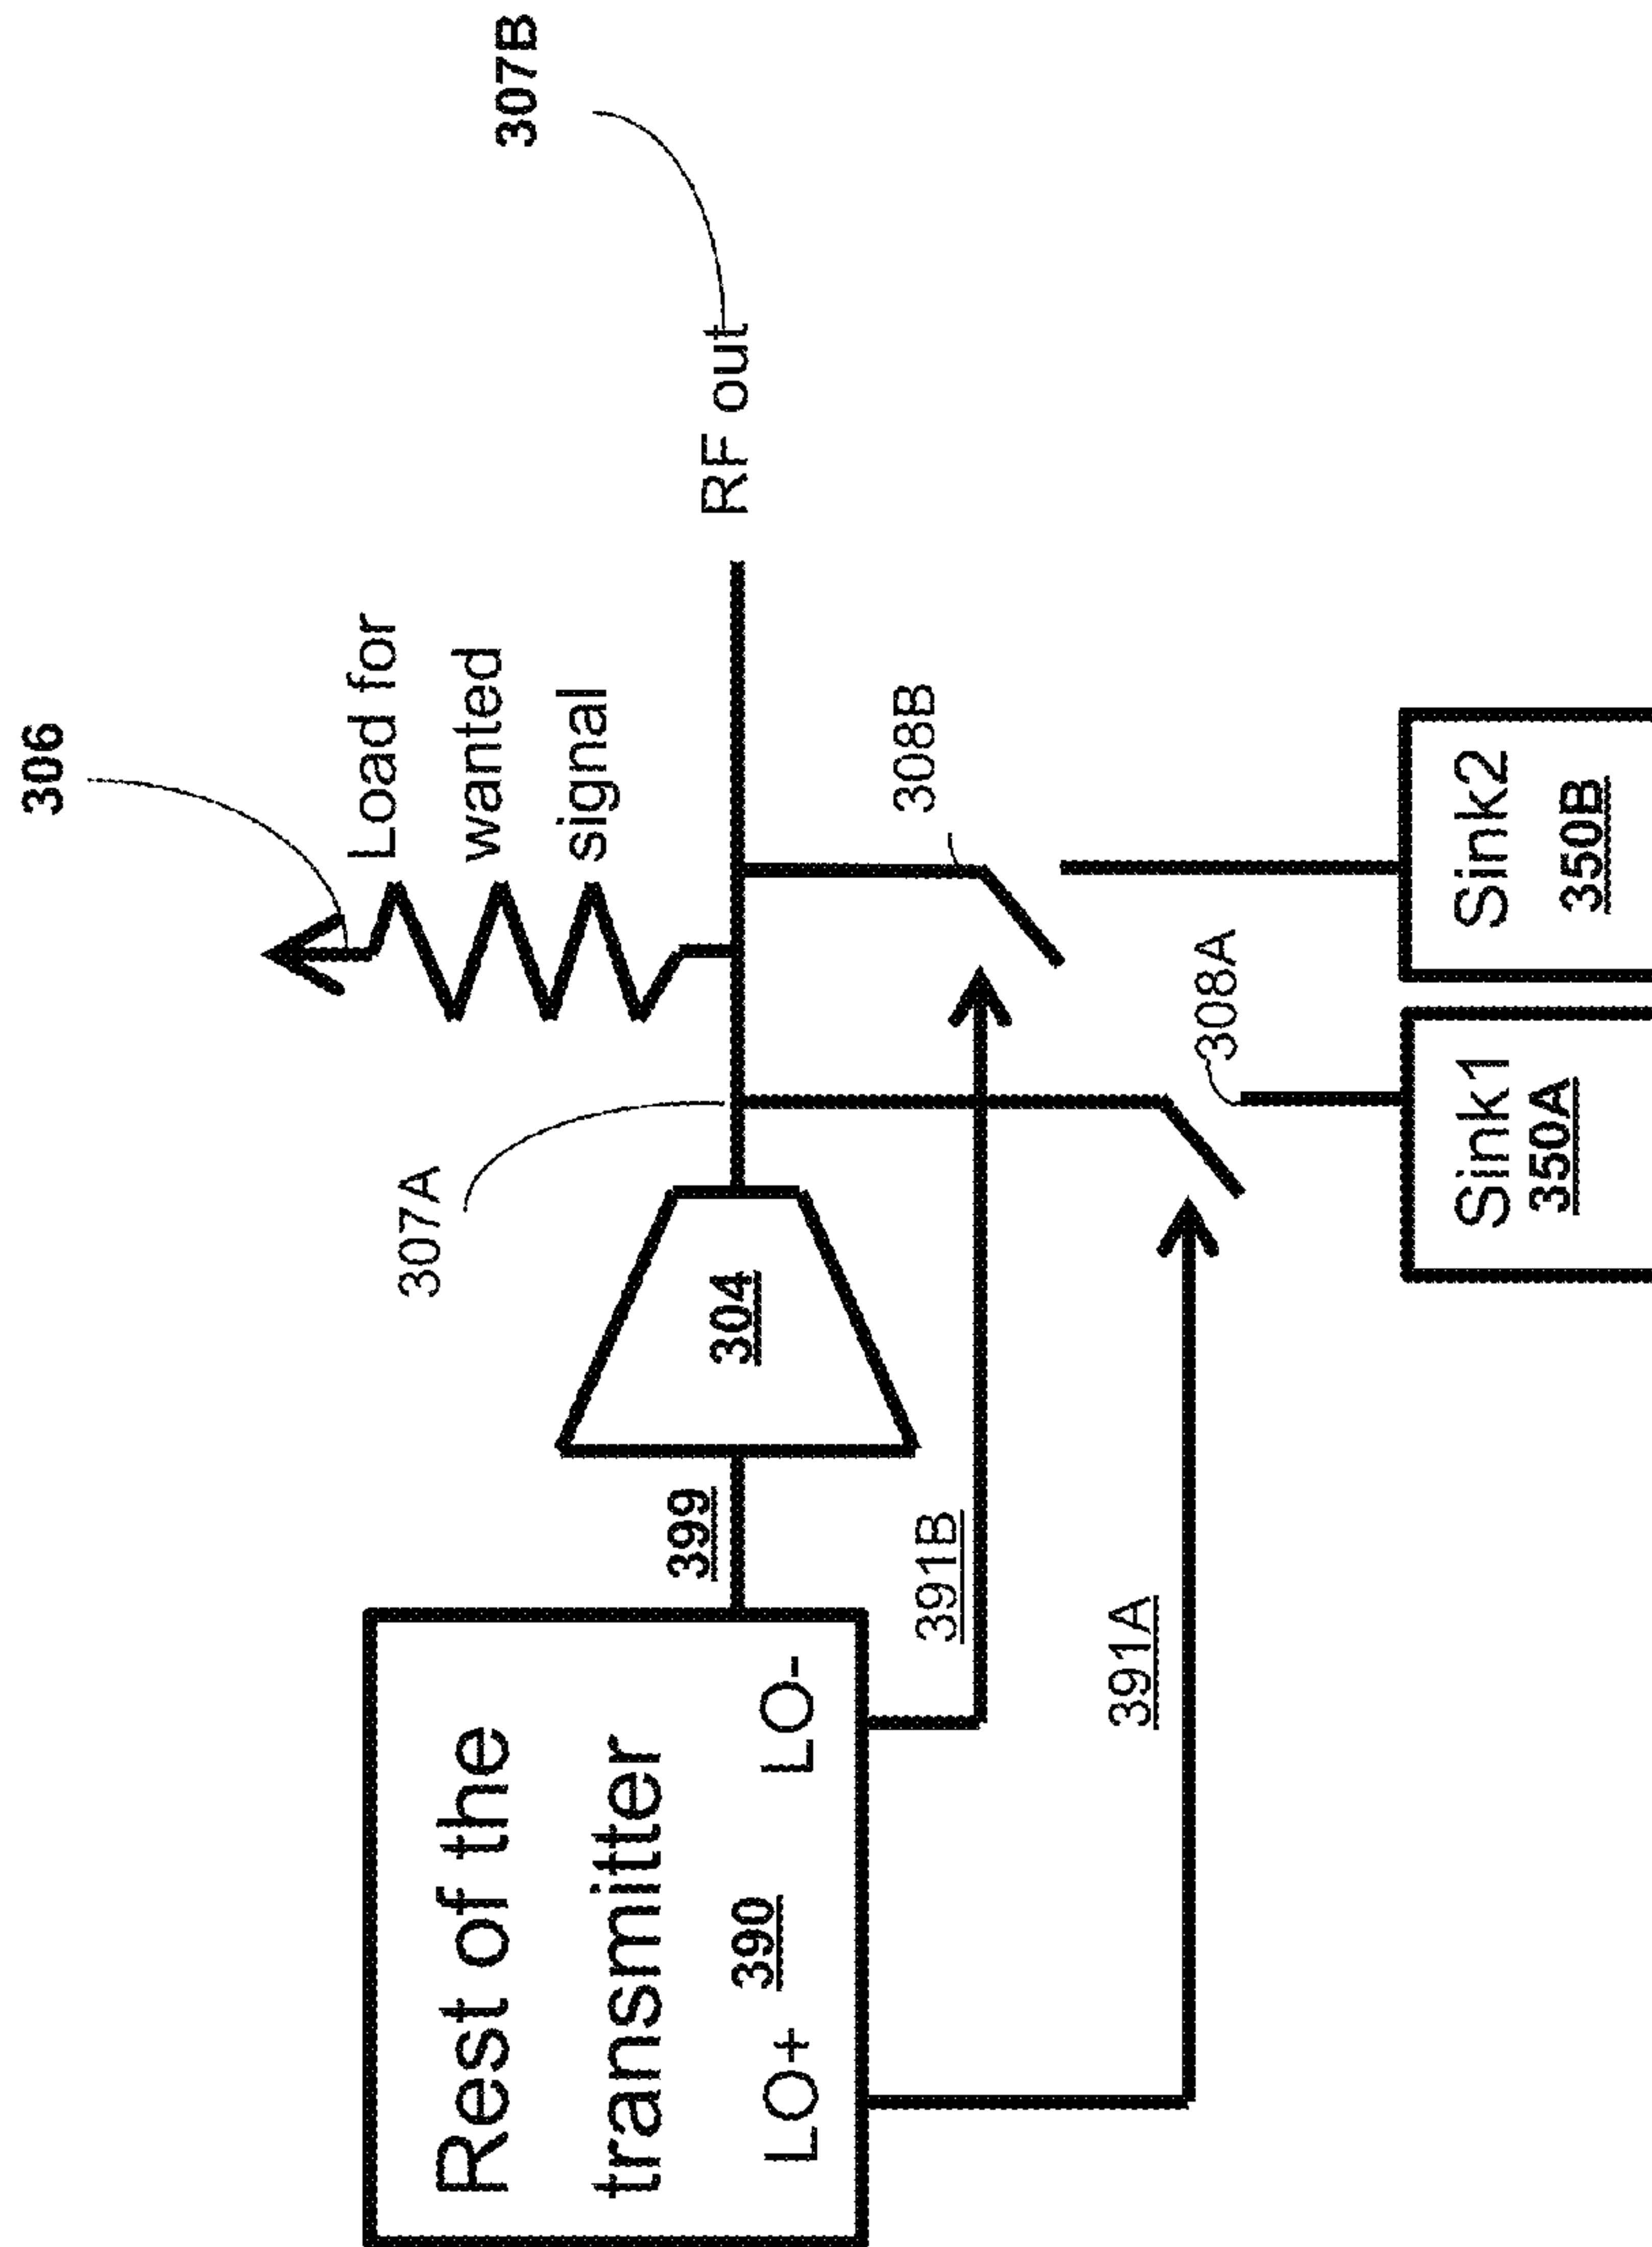 306
307B
Load for
wanted
signal
RF out
307A
304
399
Rest of the
transmitter
390
LO+
LO-
391B
391A
308B
308A
Sink1
350A
Sink2
350B